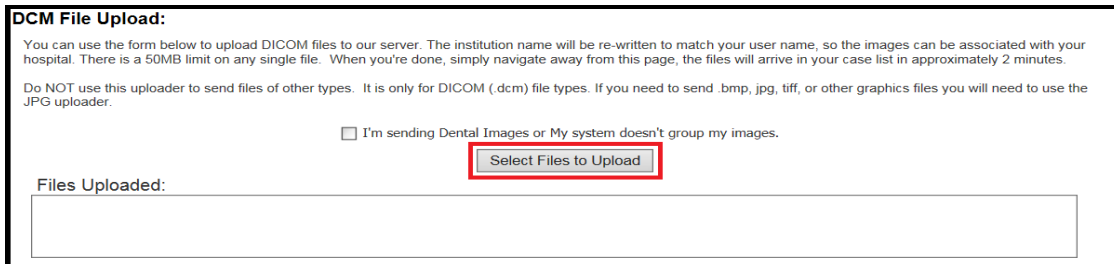 DCM File Upload:
You can use the form below to upload DICOM files to our server. The institution name will be re-written to match your user name, so the images can be associated with your
hospital. There is a 50MB limit on any single file.  When you're done, simply navigate away from this page, the files will arrive in your case list in approximately 2 minutes.
Do NOT use this uploader to send files of other types.  It is only for DICOM (.dcm) file types. If you need to send .bmp, jpg, tiff, or other graphics files you will need to use the
JPG uploader.
I'm sending Dental Images or My system doesn't group my images.
Select Files to Upload
Files Uploaded: